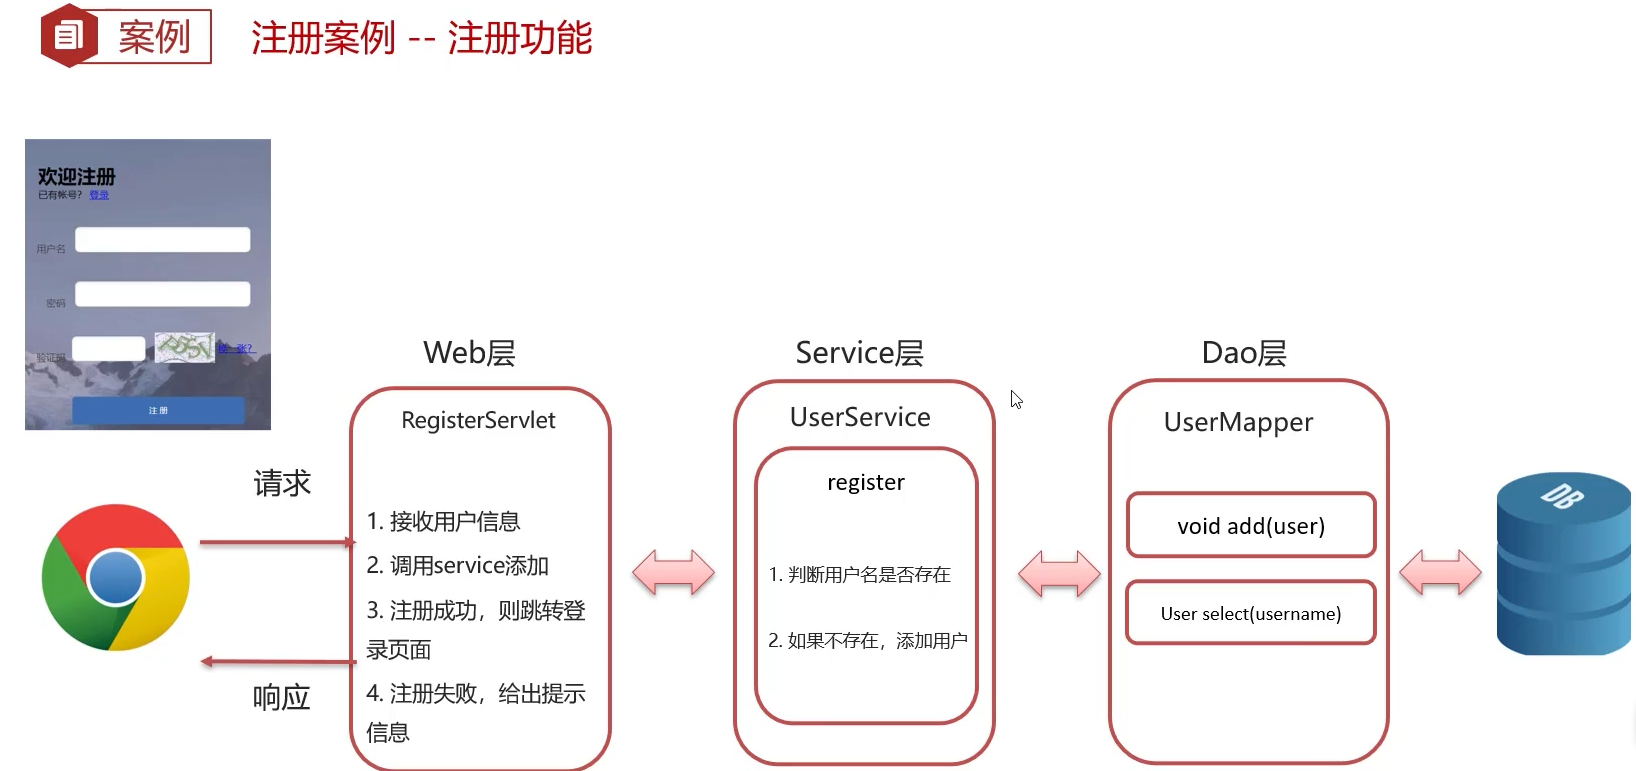 案例
注册案例 -- 注册功能
欢迎注册
已有帐号？ 登录
用户名
密码
验证码
换一张？
注 册
请求
响应
Web层
RegisterServlet
1. 接收用户信息
2. 调用service添加
3. 注册成功，则跳转登
录页面
4. 注册失败，给出提示
信息
Service层
UserService
register
1. 判断用户名是否存在
2. 如果不存在，添加用户
Dao层
UserMapper
void add(user)
User select(username)
DB